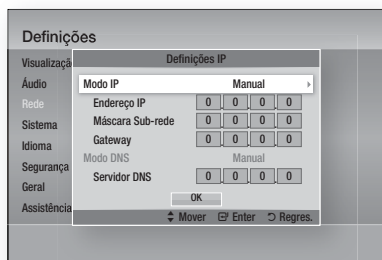 Definições
Visualizaçã
Definições IP
Áudio
Modo IP Manual
Rede
Endereço IP 0 0 0 0
Sistema
Máscara Sub-rede 0 0 0 0
Idioma
Gateway 0 0 0 0
Segurança
Modo DNS Manual
Geral
Servidor DNS 0 0 0 0
OK
Assistência
Mover Enter Regres.